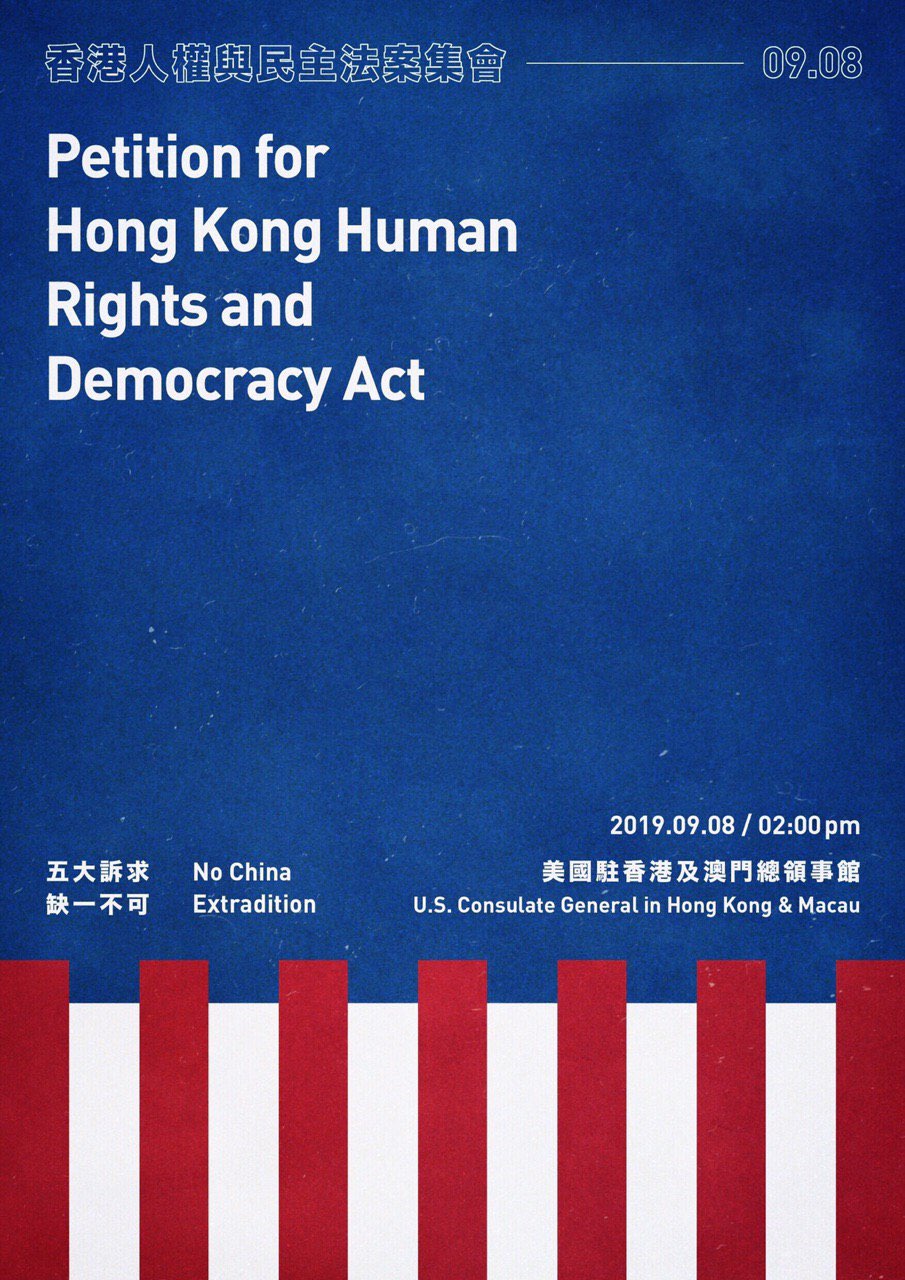 香港人權與民主法案集會 09.08
Petition for
Hong Kong Human
Rights and
Democracy Act
2019.09.08 / 02:00pm
五大訴求 No China 美國駐香港及澳門總領事館
缺一不可 Extradition U.S. Consulate General in Hong Kong & Macau